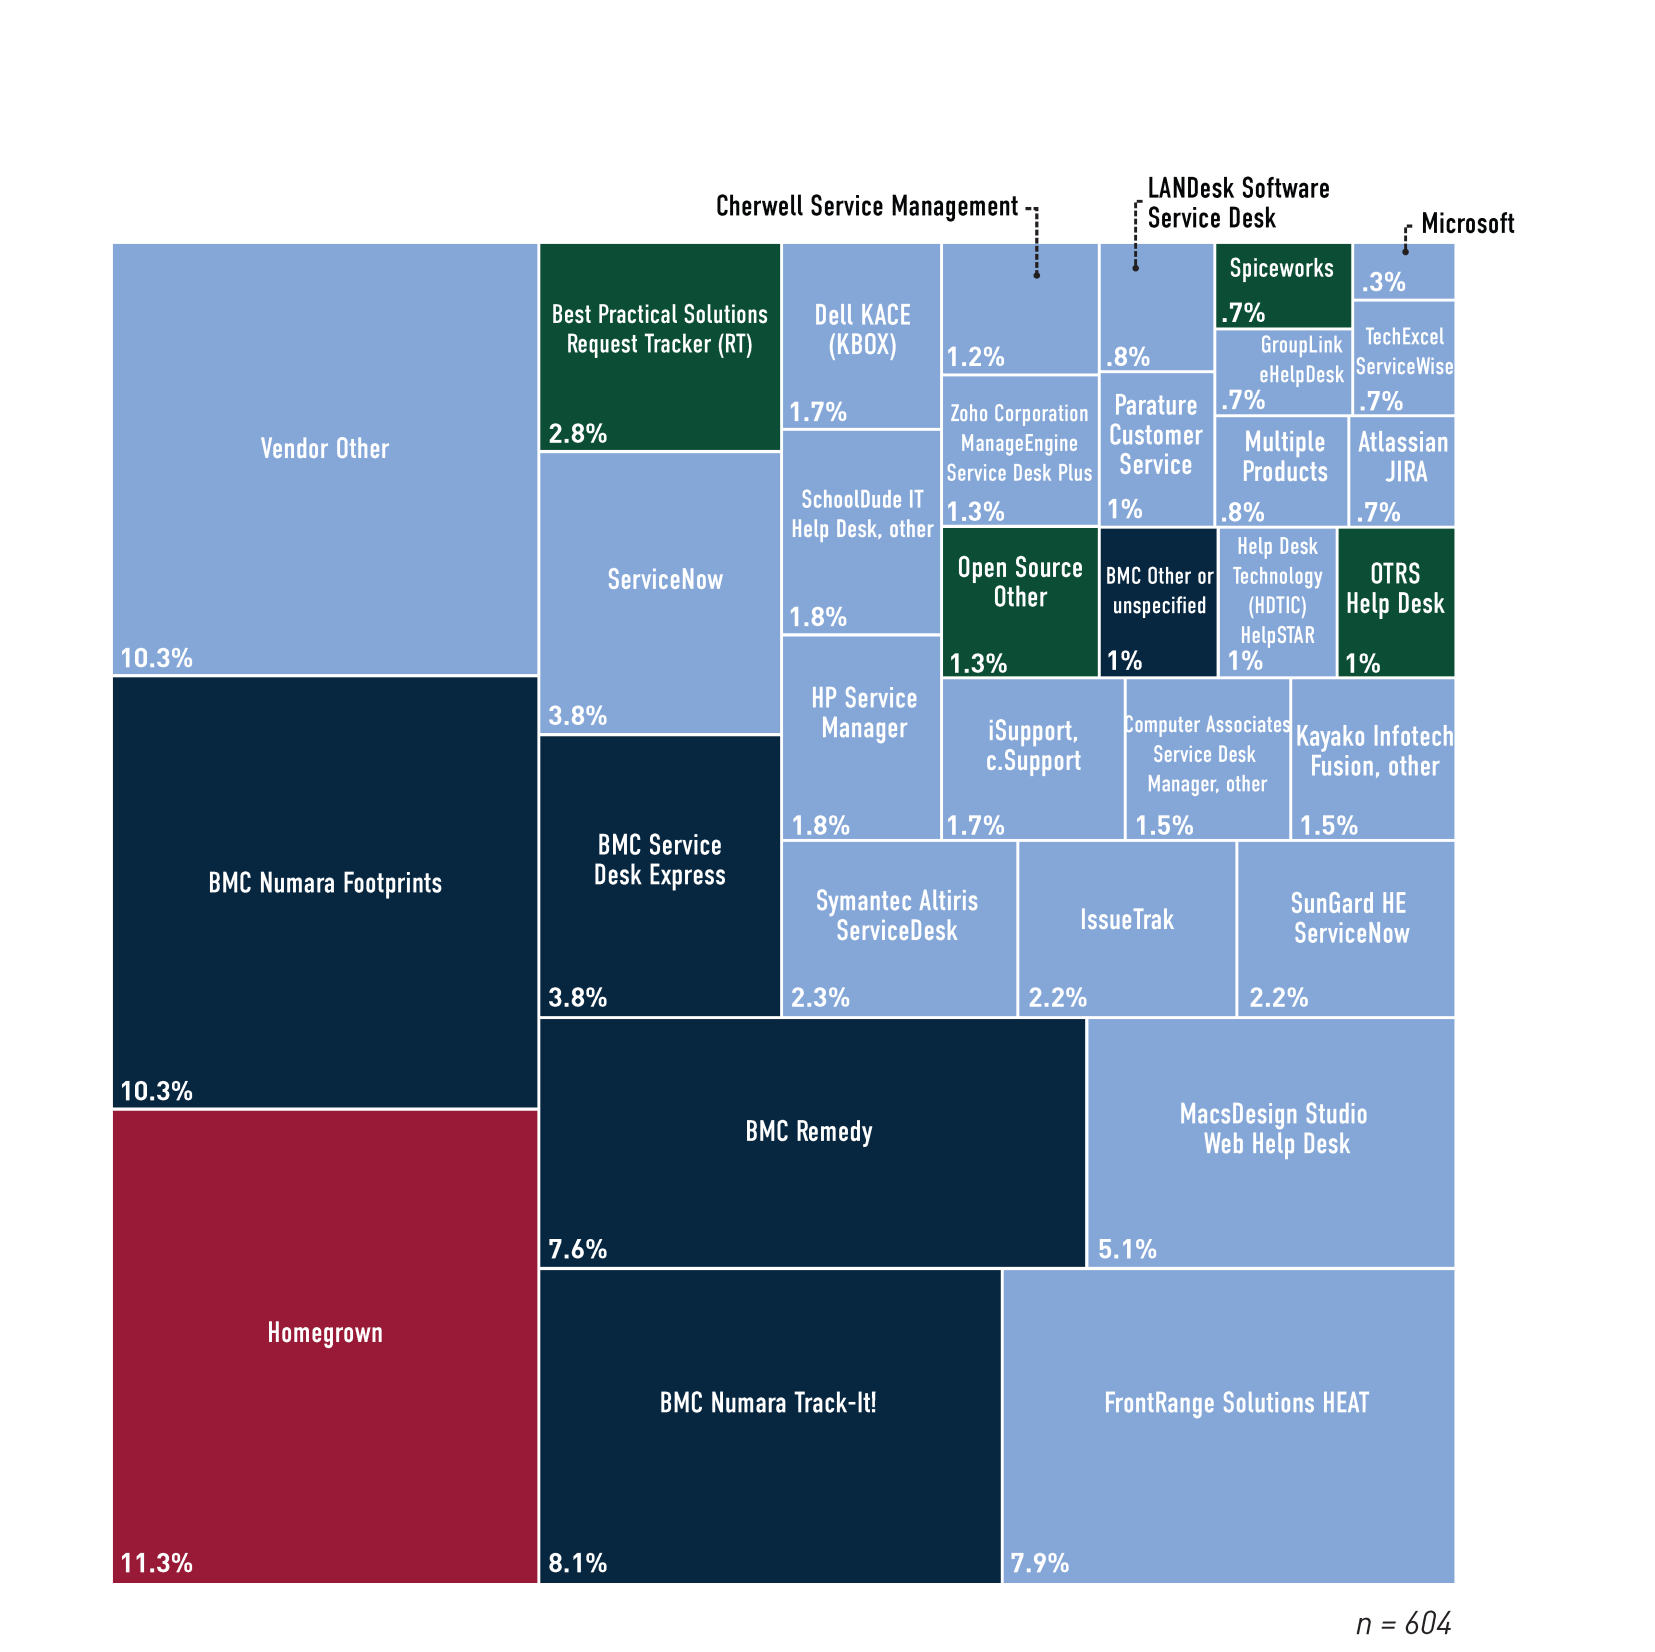 Cherwell Service Management
LANDesk Software
Service Desk
Microsoft
Vendor Other
10.3%
BMC Numara Footprints
10.3%
Homegrown
11.3%
Best Practical Solutions
Request Tracker (RT)
2.8%
ServiceNow
3.8%
BMC Service
Desk Express
3.8%
Dell KACE
(KBOX)
1.7%
SchoolDude IT
Help Desk, other
1.8%
HP Service
Manager
1.8%
1.2%
Zoho Corporation
ManageEngine
Service Desk Plus
1.3%
Open Source
Other
1.3%
.8%
Parature
Customer
Service
1%
BMC Other or
unspecified
1%
Spiceworks
.7%
GroupLink
eHelpDesk
.7%
Multiple
Products
.8%
.3%
TechExcel
ServiceWise
.7%
Atlassian
JIRA
.7%
Help Desk
Technology
(HDTIC)
HelpSTAR
1%
OTRS
Help Desk
1%
iSupport,
c.Support
1.7%
Computer Associates
Service Desk
Manager, other
1.5%
Kayako Infotech
Fusion, other
1.5%
Symantec Altiris
ServiceDesk
2.3%
IssueTrak
2.2%
SunGard HE
ServiceNow
2.2%
BMC Remedy
7.6%
MacsDesign Studio
Web Help Desk
5.1%
BMC Numara Track-It!
8.1%
FrontRange Solutions HEAT
7.9%
n = 604